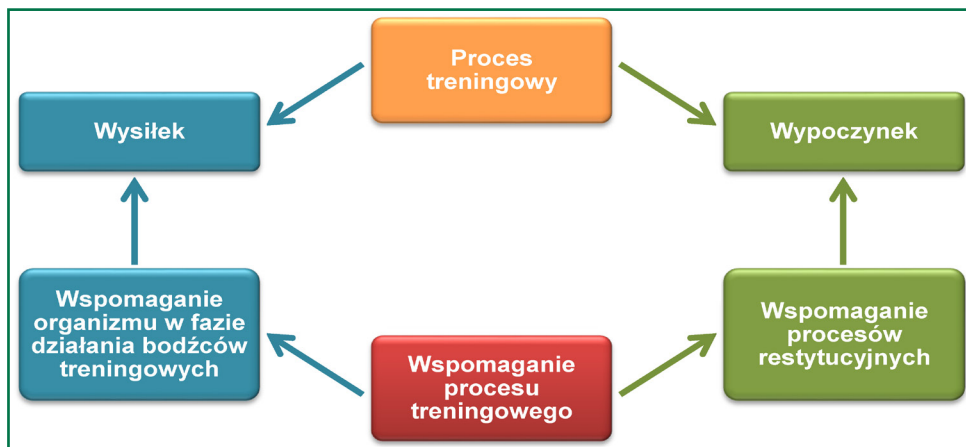 Proces
treningowy
Wysiłek
Wypoczynek
Wspomaganie
organizmu w fazie
działania bodźców
treningowych
Wspomaganie
procesu
treningowego
Wspomaganie
procesów
restytucyjnych